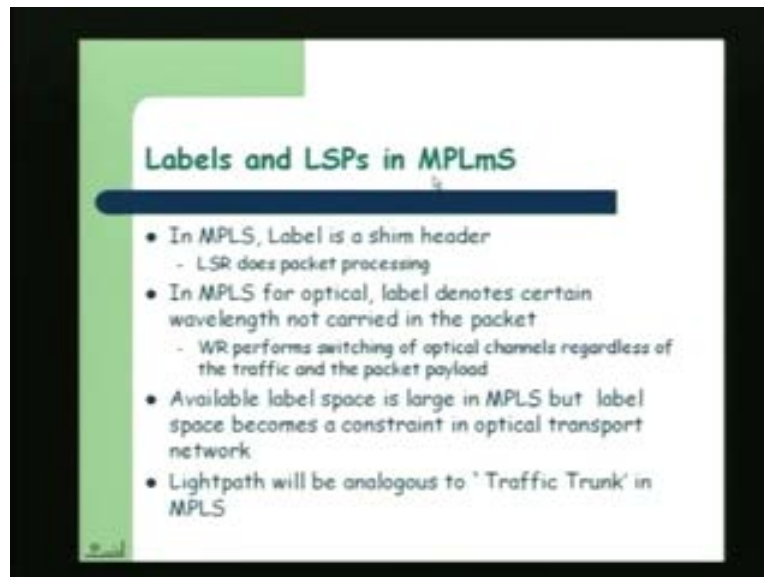 Labels and LSPs in MPLmS
● In MPLS, Label is a shim header
- LSR does packet processing
● In MPLS for optical, label denotes certain
wavelength not carried in the packet
- WR performs switching of optical channels regardless of
the traffic and the packet payload
● Available label space is large in MPLS but label
space becomes a constraint in optical transport
network
● Lightpath will be analogous to ` Traffic Trunk' in
MPLS